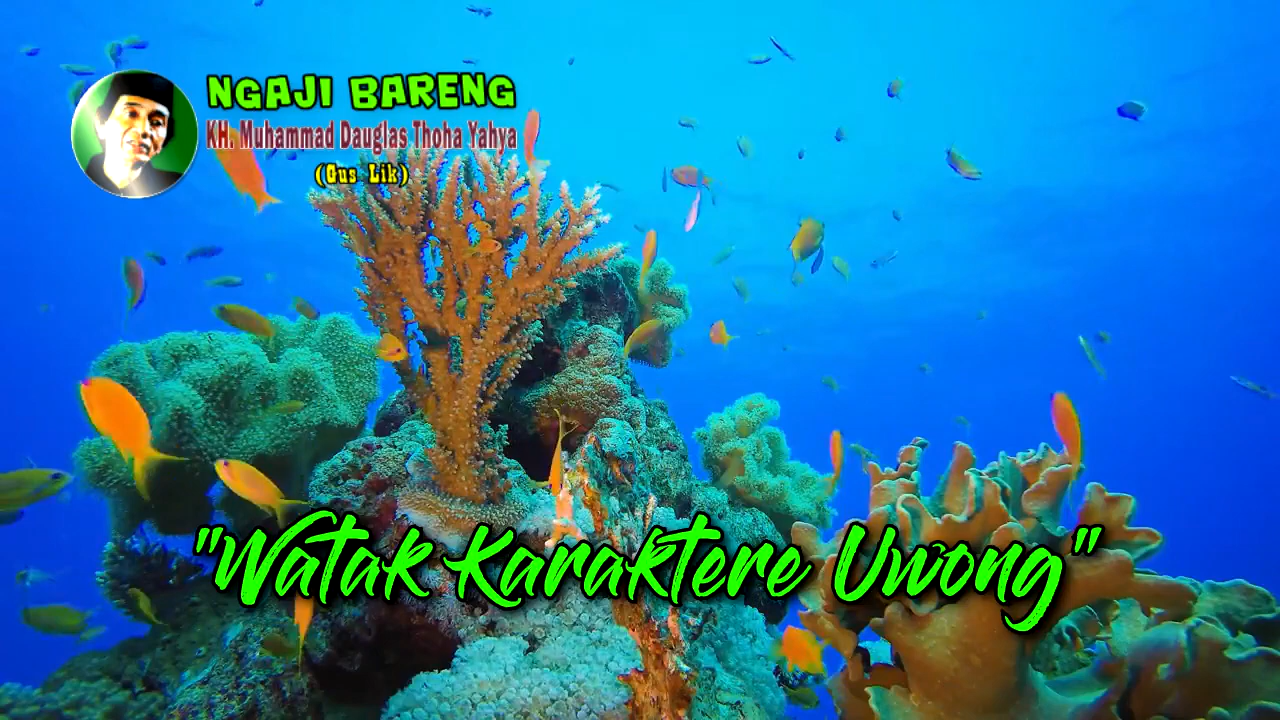 NGAJI BARENG
KH. Muhammad Dauglas Thoha Yahya
(Gus Lik)
"Watak Karaktere Uwong"